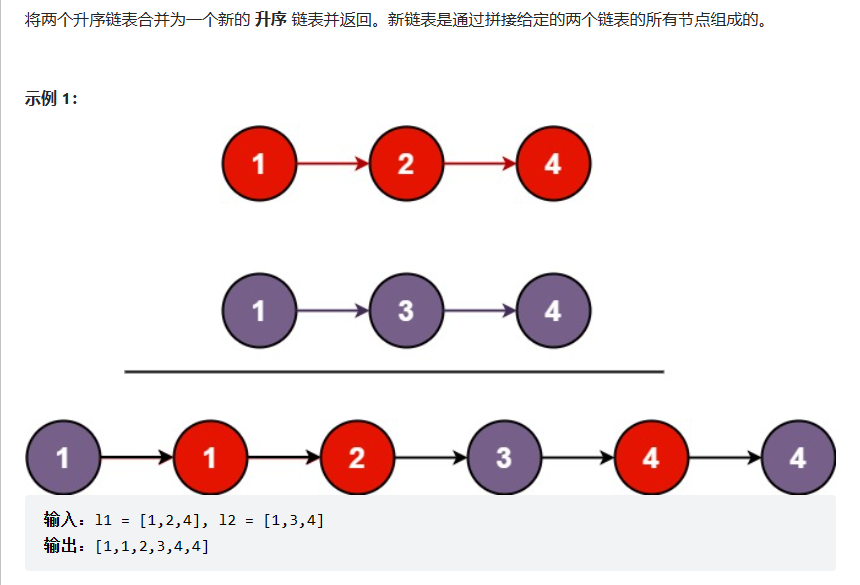 将两个升序链表合并为一个新的 升序 链表并返回。新链表是通过拼接给定的两个链表的所有节点组成的。
示例 1：
1 2 4
1 3 4
1 1 2 3 4 4
输入：l1 = [1,2,4], l2 = [1,3,4]
输出：[1,1,2,3,4,4]